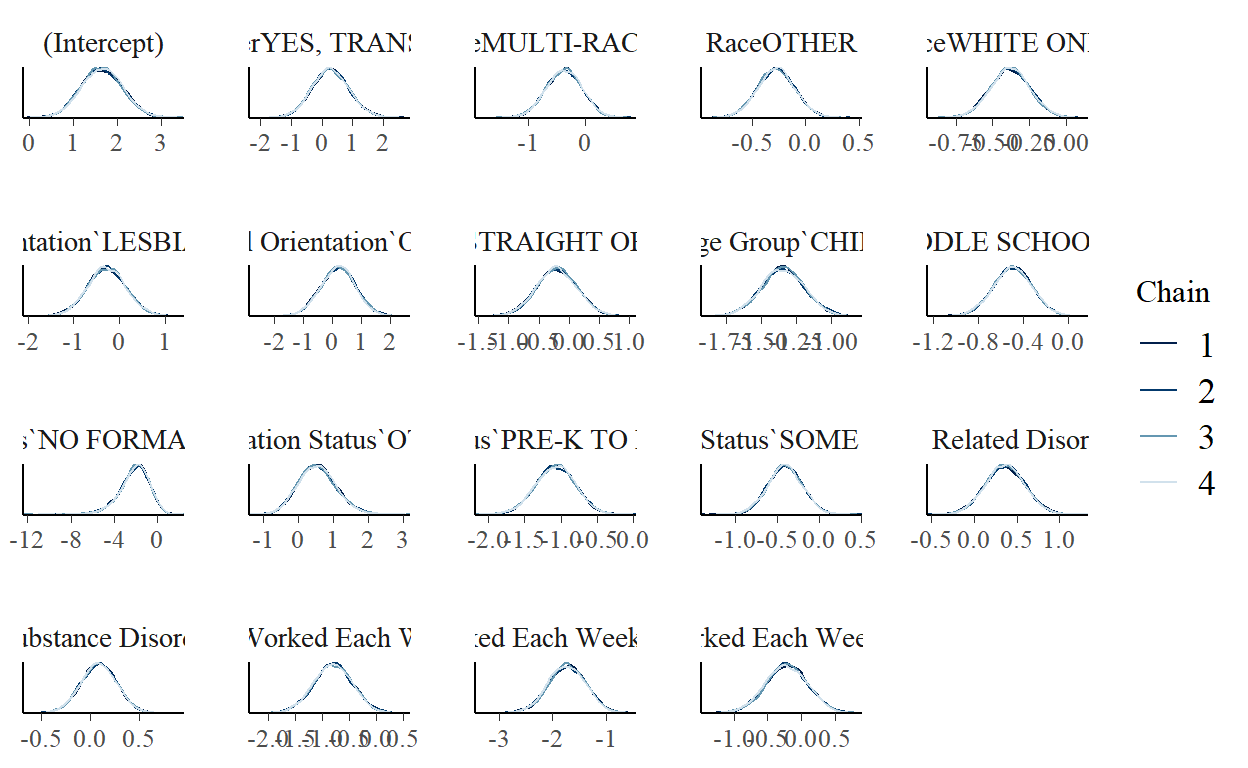 (Intercept) erYES, TRANS eMULTI-RAC RaceOTHER ceWHITE ON
0 1 2 3 -2 -1 0 1 2 -1 0 -0.5 0.0 0.5 -0.75 -0.50 -0.25 0.00
ntation`LESBI l Orientation`O STRAIGHT OF ge Group`CHI DDLE SCHOO
-2 -1 0 1 -2 -1 0 1 2 -1.5 -1.0 -0.5 0.0 0.5 1.0 -1.75 -1.50 -1.25 -1.00 -1.2 -0.8 -0.4 0.0
Chain
1
2
3
4
s`NO FORMA ation Status`OT us`PRE-K TO Status`SOME Related Disor
-12 -8 -4 0 -1 0 1 2 3 -2.0 -1.5 -1.0 -0.5 0.0 -1.0 -0.5 0.0 0.5 -0.5 0.0 0.5 1.0
ubstance Disor Worked Each W ked Each Week rked Each Wee
-0.5 0.0 0.5 -2.0 -1.5 -1.0 -0.5 0.0 0.5 -3 -2 -1 -1.0 -0.5 0.0 0.5